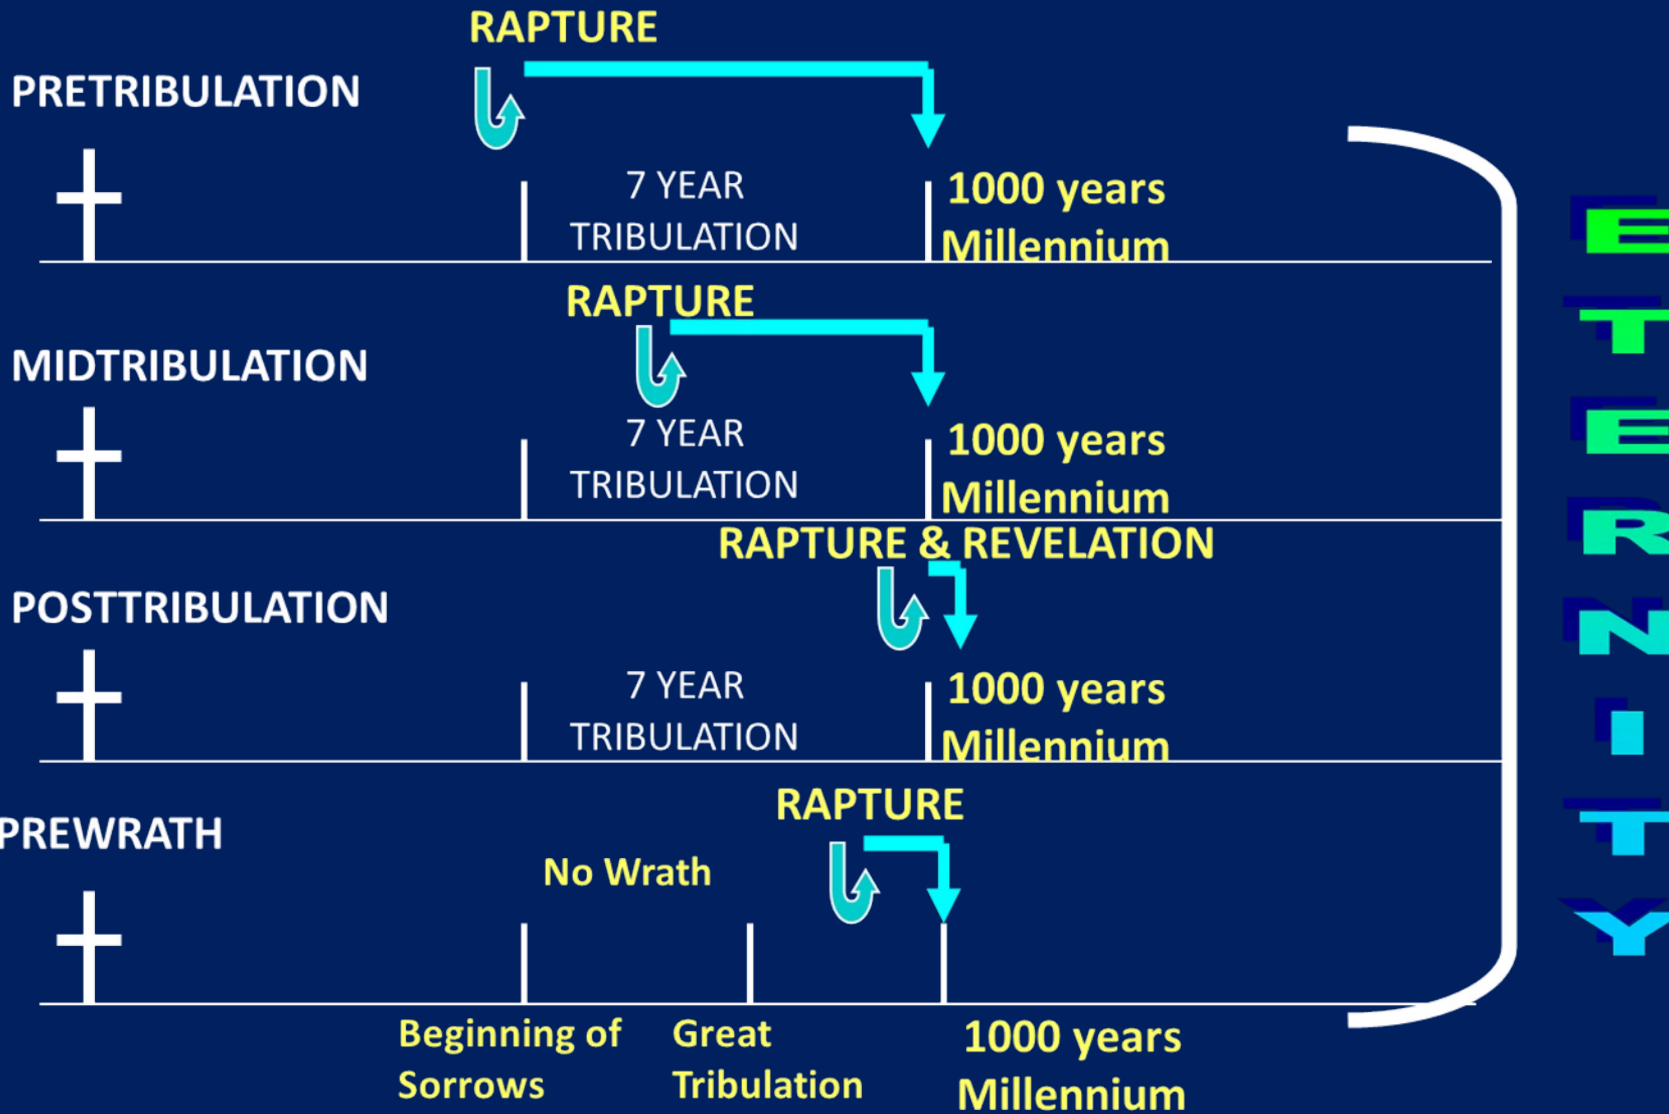 RAPTURE
PRETRIBULATION
7 YEAR
TRIBULATION
1000 years
Millennium
RAPTURE
MIDTRIBULATION
7 YEAR
TRIBULATION
1000 years
Millennium
RAPTURE & REVELATION
POSTTRIBULATION
7 YEAR
TRIBULATION
1000 years
Millennium
RAPTURE
PREWRATH
No Wrath
Beginning of
Sorrows
Great
Tribulation
1000 years
Millennium
ETERNITY